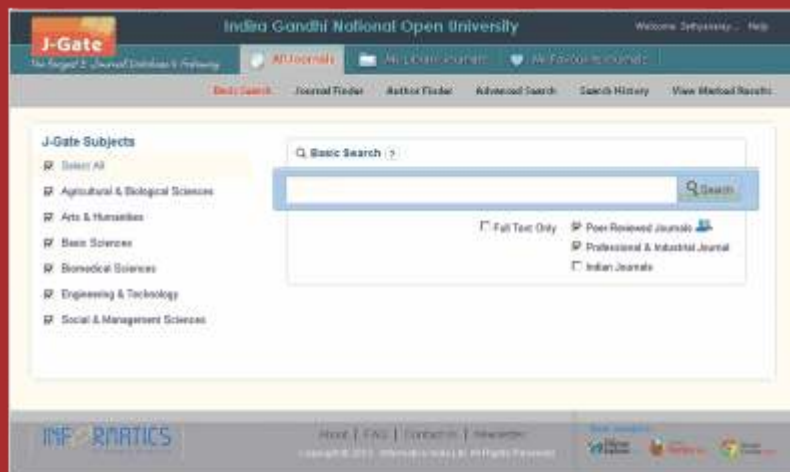 Indira Gandhi National Open University
Welcome Help
J-Gate
All Journals
Basic Search Journal Finder Author Finder Advanced Search Search History View Marked Results
J-Gate Subjects
Select All
Agricultural & Biological Sciences
Arts & Humanities
Basic Sciences
Biomedical Sciences
Engineering & Technology
Social & Management Sciences
Basic Search ?
Search
Full Text Only
Peer Reviewed Journals
Professional & Industrial Journal
Indian Journals
INFORMATICS
About | FAQ | Contact Us | Newsletter